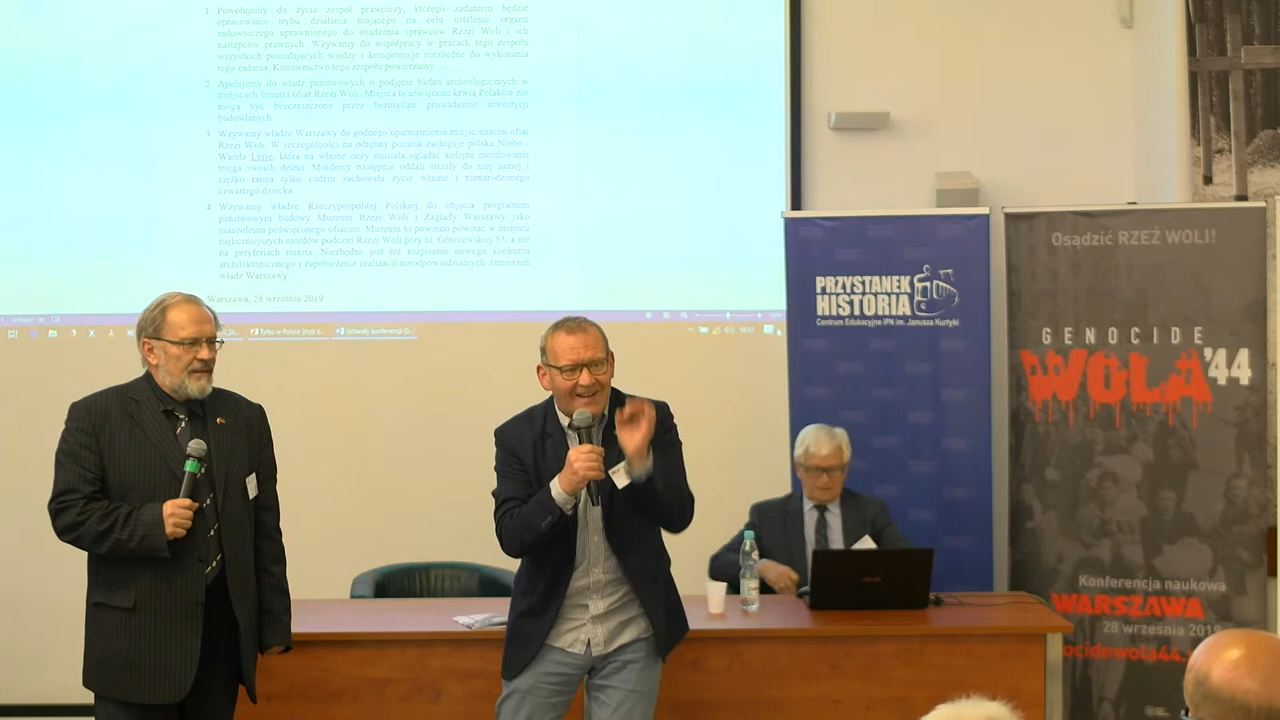 1. Powołujemy do życia zespół prawniczy, którego zadaniem będzie
opracowanie trybu działania mającego na celu ustalenie organu
sądowniczego uprawnionego do osądzenia sprawców Rzezi Woli i ich
następców prawnych. Wzywamy do współpracy w pracach tego zespołu
wszystkich posiadających wiedzę i kompetencje niezbędne do wykonania
tego zadania. Kierownictwo tego zespołu powierzamy ....
2. Apelujemy do władz państwowych o podjęcie badań archeologicznych w
miejscach śmierci ofiar Rzezi Woli. Miejsca te uświęcone krwią Polaków nie
mogą być bezczeszczone przez bezmyślne prowadzenie inwestycji
budowlanych.
3. Wzywamy władze Warszawy do godnego upamiętnienia miejsc straceń ofiar
Rzezi Woli. W szczególności na odrębny pomnik zasługuje polska Niobe -
Wanda Lurie, która na własne oczy musiała oglądać kolejne mordowanie
trojga swoich dzieci. Mordercy następnie oddali strzały do niej samej i
ciężko ranna tylko cudem zachowała życie własne i nienarodzonego
czwartego dziecka.
4. Wzywamy władze Rzeczypospolitej Polskiej do objęcia programem
państwowym budowy Muzeum Rzezi Woli i Zagłady Warszawy jako
mauzoleum poświęconego ofiarom. Muzeum to powinno powstać w miejscu
najliczniejszych mordów podczas Rzezi Woli przy ul. Górczewskiej 53, a nie
na peryferiach miasta. Niezbędne jest też rozpisanie nowego konkursu
architektonicznego i zapobieżenie realizacji nieodpowiedzialnych zamierzeń
władz Warszawy.
Warszawa, 28 września 2019
Tylko w Polsce (tryb z...
Uchwały konferencji G...
PRZYSTANEK
HISTORIA
Centrum Edukacyjne IPN im. Janusza Kurtyki
Osądzić RZEŹ WOLI!
GENOCIDE
WOLA '44
Konferencja naukowa
WARSZAWA
28 września 2019
ocidewola44.